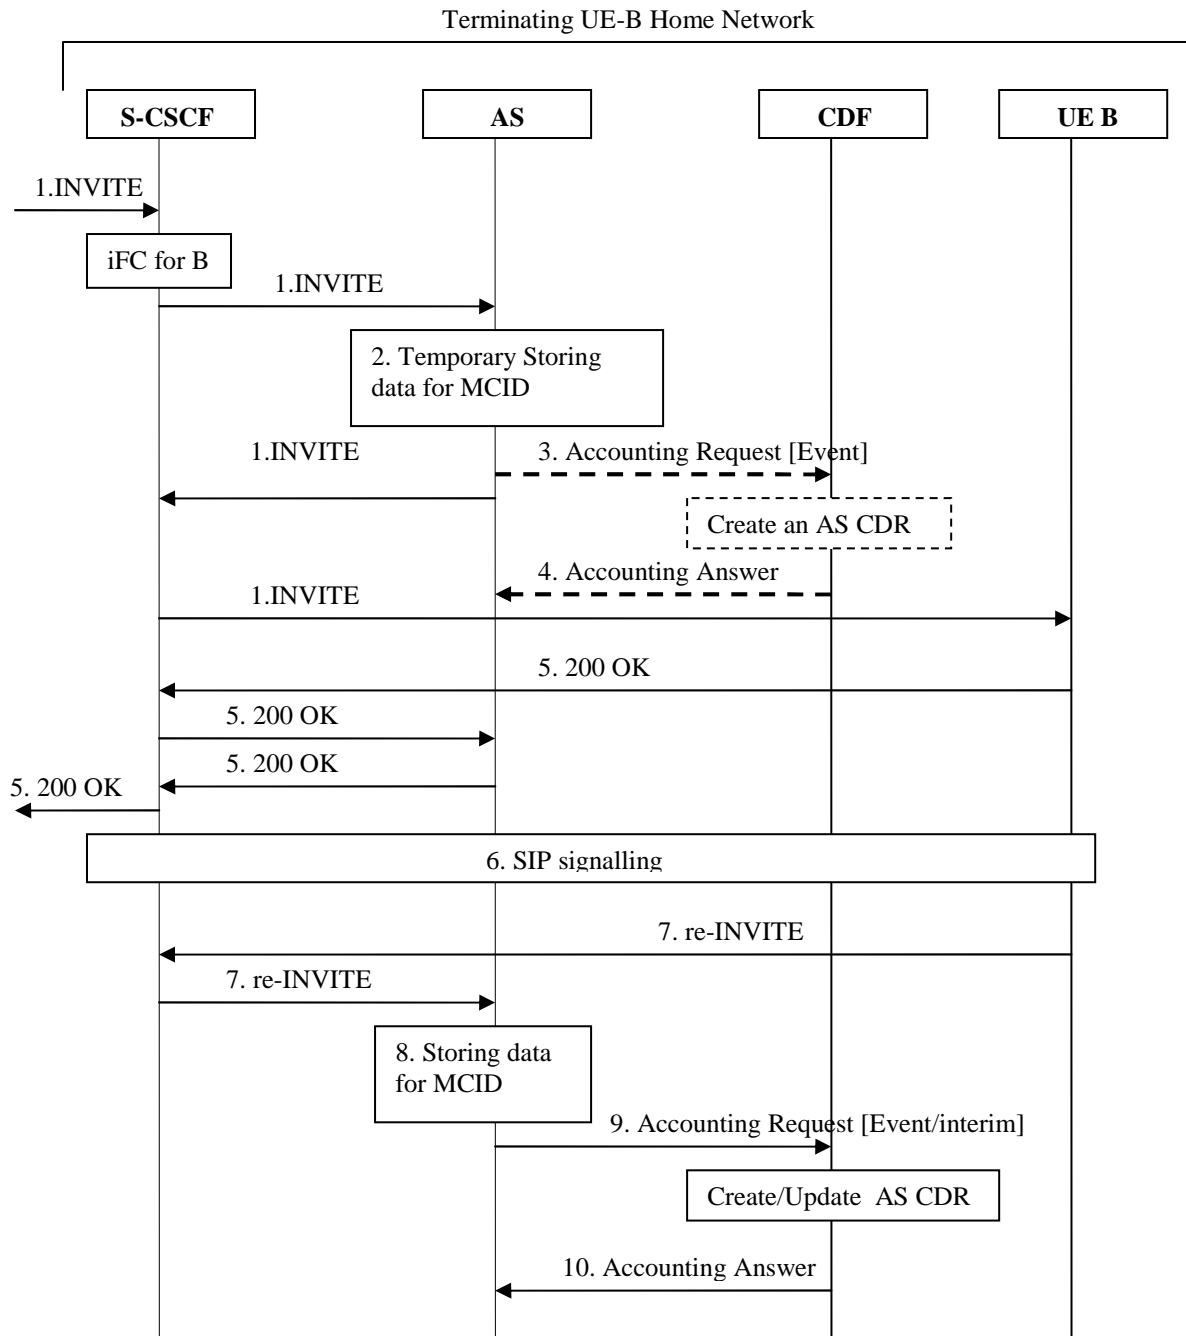 Terminating UE-B Home Network
S-CSCF
AS
CDF
UE B
1.INVITE
iFC for B
1.INVITE
2. Temporary Storing
data for MCID
1.INVITE
3. Accounting Request [Event]
Create an AS CDR
4. Accounting Answer
1.INVITE
5. 200 OK
5. 200 OK
5. 200 OK
5. 200 OK
6. SIP signalling
7. re-INVITE
7. re-INVITE
8. Storing data
for MCID
9. Accounting Request [Event/interim]
Create/Update AS CDR
10. Accounting Answer